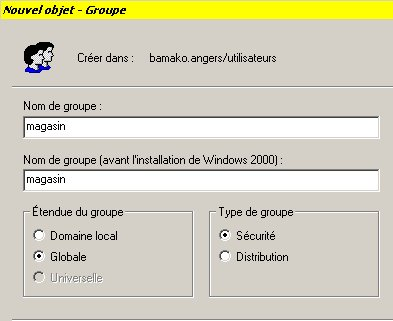 Nouvel objet - Groupe
Créer dans : bamako.angers/utilisateurs
Nom de groupe :
magasin
Nom de groupe (avant l'installation de Windows 2000) :
magasin
Étendue du groupe
Domaine local
Globale
Universelle
Type de groupe
Sécurité
Distribution